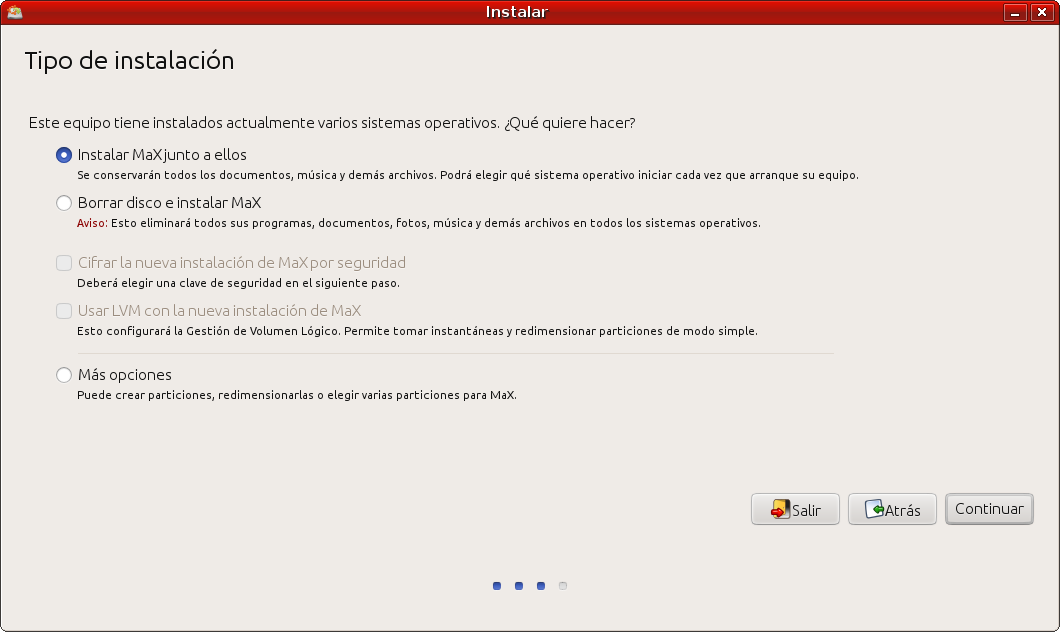 Instalar
Tipo de instalación
Este equipo tiene instalados actualmente varios sistemas operativos. ¿Qué quiere hacer?
Instalar MaX junto a ellos
Se conservarán todos los documentos, música y demás archivos. Podrá elegir qué sistema operativo iniciar cada vez que arranque su equipo.
Borrar disco e instalar MaX
Aviso: Esto eliminará todos sus programas, documentos, fotos, música y demás archivos en todos los sistemas operativos.
Cifrar la nueva instalación de MaX por seguridad
Deberá elegir una clave de seguridad en el siguiente paso.
Usar LVM con la nueva instalación de MaX
Esto configurará la Gestión de Volumen Lógico. Permite tomar instantáneas y redimensionar particiones de modo simple.
Más opciones
Puede crear particiones, redimensionarlas o elegir varias particiones para MaX.
Salir Atrás Continuar